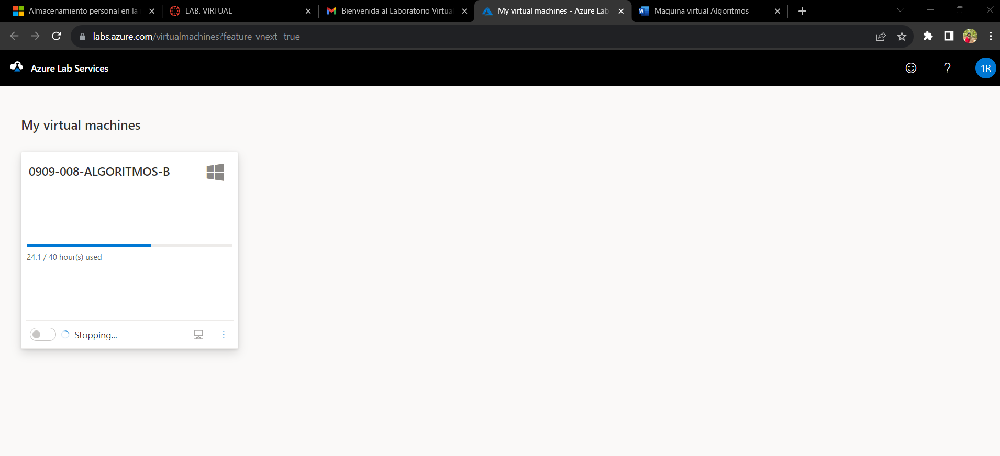 Almacenamiento personal en la
LAB. VIRTUAL
Bienvenida al Laboratorio Virtua
My virtual machines - Azure Lab
Maquina virtual Algoritmos
labs.azure.com/virtualmachines?feature_vnext=true
Azure Lab Services
?
1R
My virtual machines
0909-008-ALGORITMOS-B
24.1 / 40 hour(s) used
Stopping...